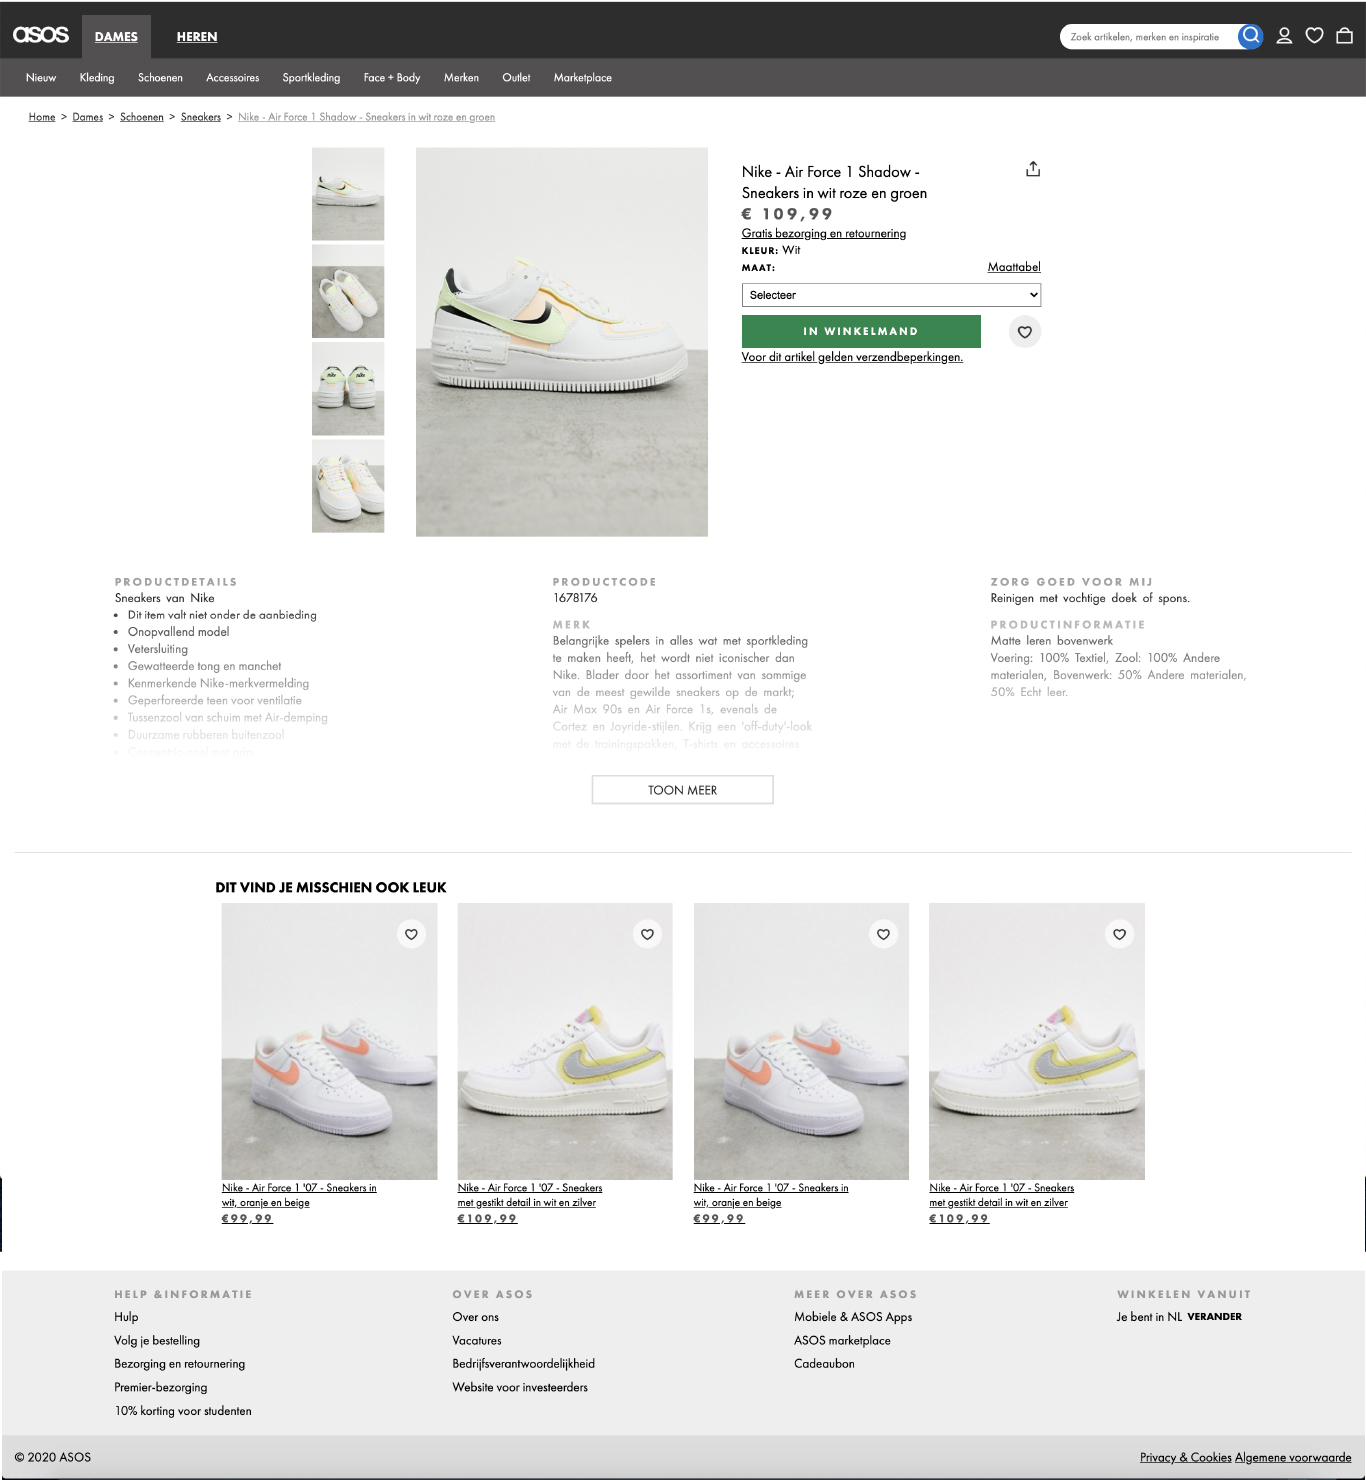 asos
DAMES
HEREN
Zoek artikelen, merken en inspiratie
Nieuw
Kleding
Schoenen
Accessoires
Sportkleding
Face + Body
Merken
Outlet
Marketplace
Home > Dames > Schoenen > Sneakers > Nike - Air Force 1 Shadow - Sneakers in wit roze en groen
Nike - Air Force 1 Shadow -
Sneakers in wit roze en groen
€ 109,99
Gratis bezorging en retournering
KLEUR: Wit
MAAT:
Maattabel
Selecteer
IN WINKELMAND
Voor dit artikel gelden verzendbeperkingen.
PRODUCTDETAILS
Sneakers van Nike
• Dit item valt niet onder de aanbieding
• Onopvallend model
• Vetersluiting
• Gewatteerde tong en manchet
• Kenmerkende Nike-merkvermelding
• Geperforeerde teen voor ventilatie
• Tussenzool van schuim met Air-demping
• Duurzame rubberen buitenzool
PRODUCTCODE
1678176
MERK
Belangrijke spelers in alles wat met sportkleding
te maken heeft, het wordt niet iconischer dan
Nike. Blader door het assortiment van sommige
van de meest gewilde sneakers op de markt;
Air Max 90s en Air Force 1s, evenals de
Cortez en Joyride-stijlen. Krijg een 'off-duty'-look
met de trainingspakken, T-shirts en accessoires
ZORG GOED VOOR MIJ
Reinigen met vochtige doek of spons.
PRODUCTINFORMATIE
Matte leren bovenwerk
Voering: 100% Textiel, Zool: 100% Andere
materialen, Bovenwerk: 50% Andere materialen,
50% Echt leer.
TOON MEER
DIT VIND JE MISSCHIEN OOK LEUK
Nike - Air Force 1 '07 - Sneakers in
wit, oranje en beige
€99,99
Nike - Air Force 1 '07 - Sneakers
met gestikt detail in wit en zilver
€109,99
Nike - Air Force 1 '07 - Sneakers in
wit, oranje en beige
€99,99
Nike - Air Force 1 '07 - Sneakers
met gestikt detail in wit en zilver
€109,99
HELP &INFORMATIE
Hulp
Volg je bestelling
Bezorging en retournering
Premier-bezorging
10% korting voor studenten
OVER ASOS
Over ons
Vacatures
Bedrijfsverantwoordelijkheid
Website voor investeerders
MEER OVER ASOS
Mobiele & ASOS Apps
ASOS marketplace
Cadeaubon
WINKELEN VANUIT
Je bent in NL VERANDER
© 2020 ASOS
Privacy & Cookies Algemene voorwaarde